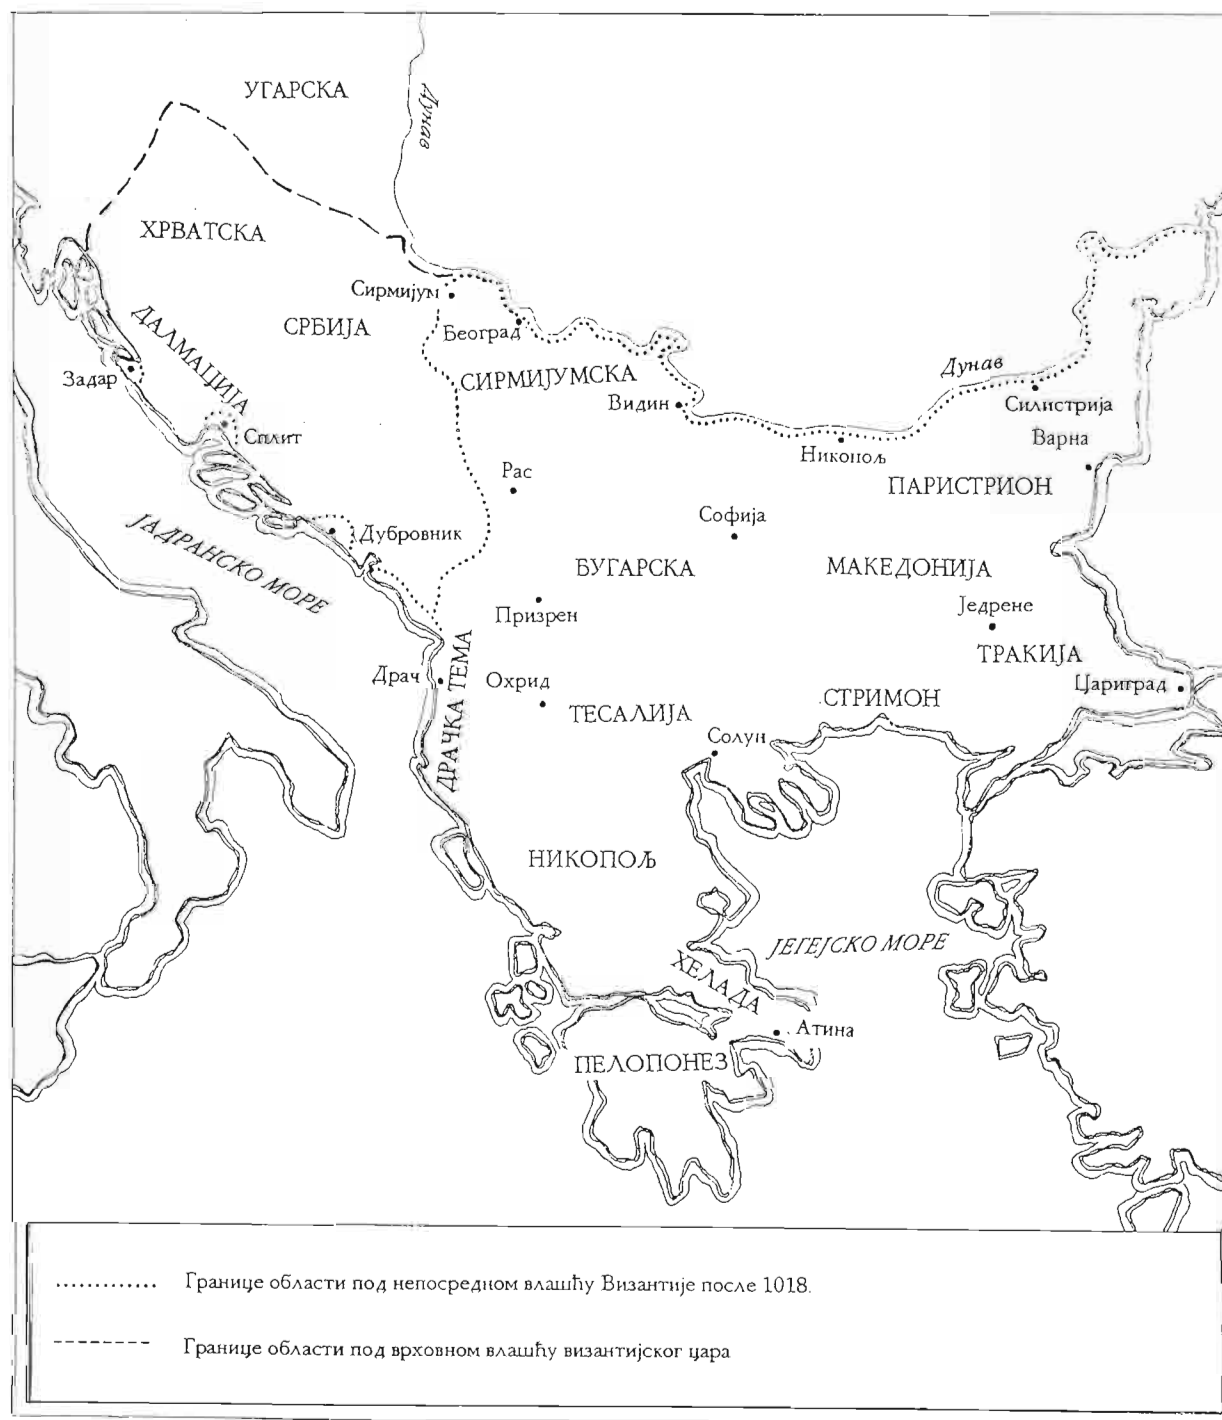 УГАРСКА
Дунав
ХРВАТСКА
Сирмијум
СРБИЈА
Београд
ДАЛМАЦИЈА
Задар
СИРМИЈУМСКА
Дунав
Видин
Силистрија
Сплит
Варна
Никопољ
Рас
ПАРИСТРИОН
Софија
ЈАДРАНСКО МОРЕ
Дубровник
БУГАРСКА
МАКЕДОНИЈА
Призрен
Једрене
ТРАКИЈА
Драч
ДРАЧКА ТЕМА
Охрид
Цариград
ТЕСАЛИЈА
СТРИМОН
Солун
НИКОПОЉ
ЈЕГЕЈСКО МОРЕ
ХЕЛАДА
Атина
ПЕЛОПОНЕЗ
Границе области под непосредном влашћу Византије после 1018.
Границе области под врховном влашћу византијског цара